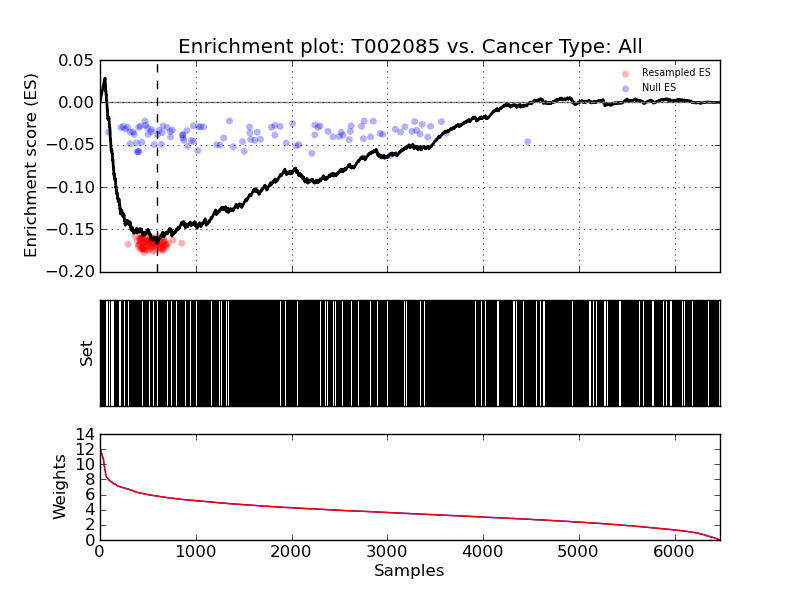 Enrichment plot: T002085 vs. Cancer Type: All
Enrichment score (ES)
0.05
0.00
−0.05
−0.10
−0.15
−0.20
Resampled ES
Null ES
Set
Weights
14
12
10
8
6
4
2
0
0 1000 2000 3000 4000 5000 6000
Samples